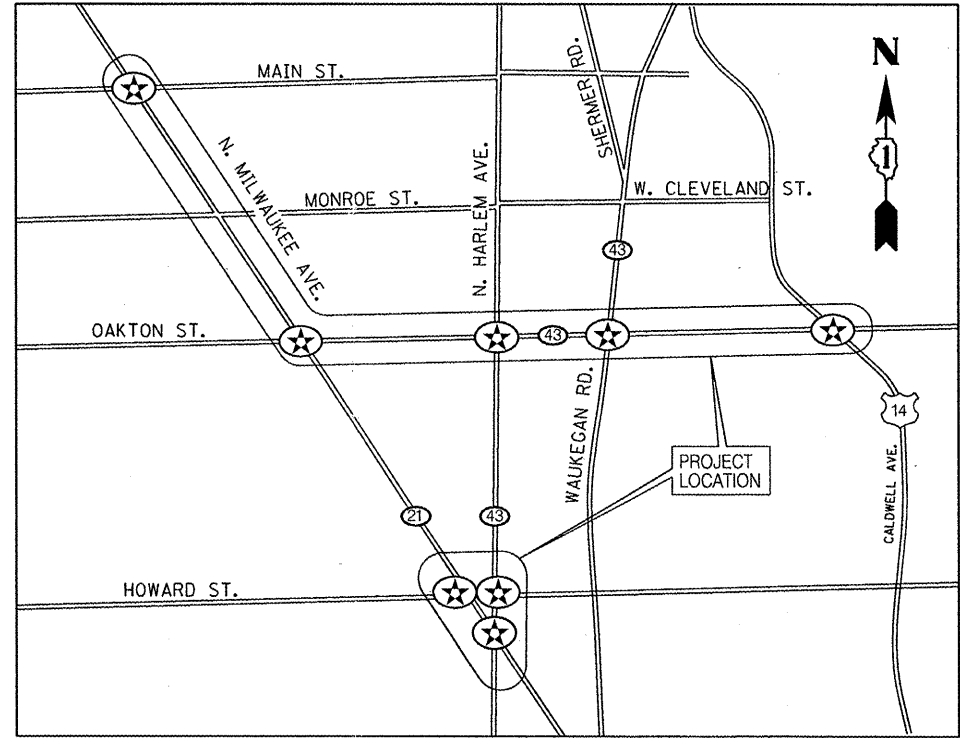 MAIN ST.
SHERMER RD.
N
1
N. MILWAUKEE AVE.
N. HARLEM AVE.
MONROE ST.
W. CLEVELAND ST.
43
OAKTON ST.
43
WAUKEGAN RD.
14
PROJECT
LOCATION
CALDWELL AVE.
21
43
HOWARD ST.